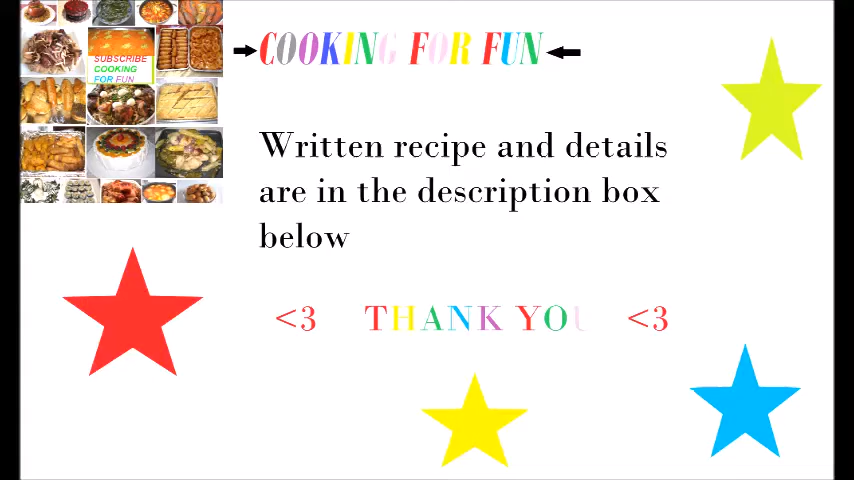 COOKING FOR FUN
SUBSCRIBE
COOKING
FOR FUN
Written recipe and details
are in the description box
below
<3 THANK YOU <3